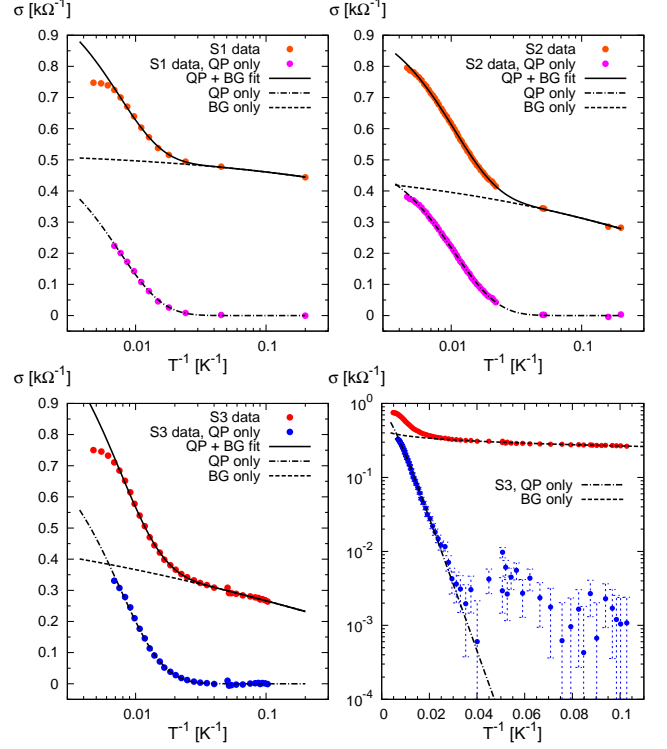 σ [kΩ⁻¹]
0.9
0.8
0.7
0.6
0.5
0.4
0.3
0.2
0.1
0
S1 data
S1 data, QP only
QP + BG fit
QP only
BG only
0.01
0.1
T⁻¹ [K⁻¹]
σ [kΩ⁻¹]
0.9
0.8
0.7
0.6
0.5
0.4
0.3
0.2
0.1
0
S2 data
S2 data, QP only
QP + BG fit
QP only
BG only
0.01
0.1
T⁻¹ [K⁻¹]
σ [kΩ⁻¹]
0.9
0.8
0.7
0.6
0.5
0.4
0.3
0.2
0.1
0
S3 data
S3 data, QP only
QP + BG fit
QP only
BG only
0.01
0.1
T⁻¹ [K⁻¹]
σ [kΩ⁻¹]
10⁰
10⁻¹
10⁻²
10⁻³
10⁻⁴
S3, QP only
BG only
0 0.02 0.04 0.06 0.08 0.1
T⁻¹ [K⁻¹]